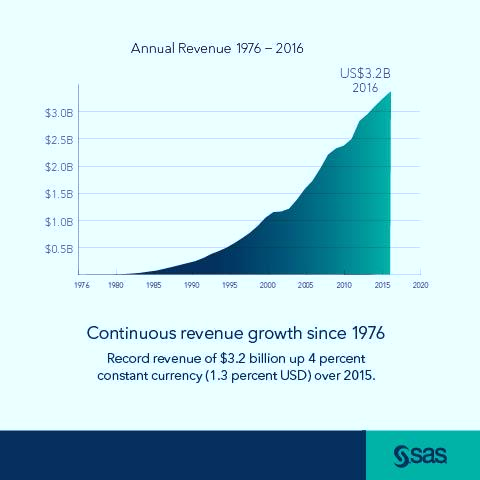 Annual Revenue 1976 – 2016
US$3.2B
2016
$3.0B
$2.5B
$2.0B
$1.5B
$1.0B
$0.5B
1976 1980 1985 1990 1995 2000 2005 2010 2015 2020
Continuous revenue growth since 1976
Record revenue of $3.2 billion up 4 percent
constant currency (1.3 percent USD) over 2015.
sas